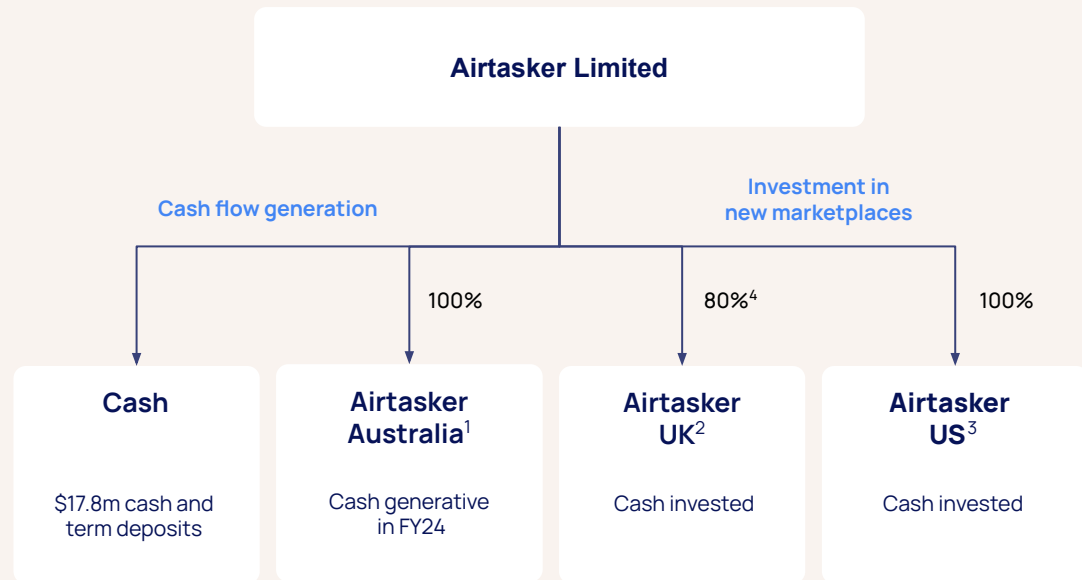 Airtasker Limited
Cash flow generation
Investment in
new marketplaces
100%
80%⁴
100%
Cash
$17.8m cash and
term deposits
Airtasker
Australia¹
Cash generative
in FY24
Airtasker
UK²
Cash invested
Airtasker
US³
Cash invested